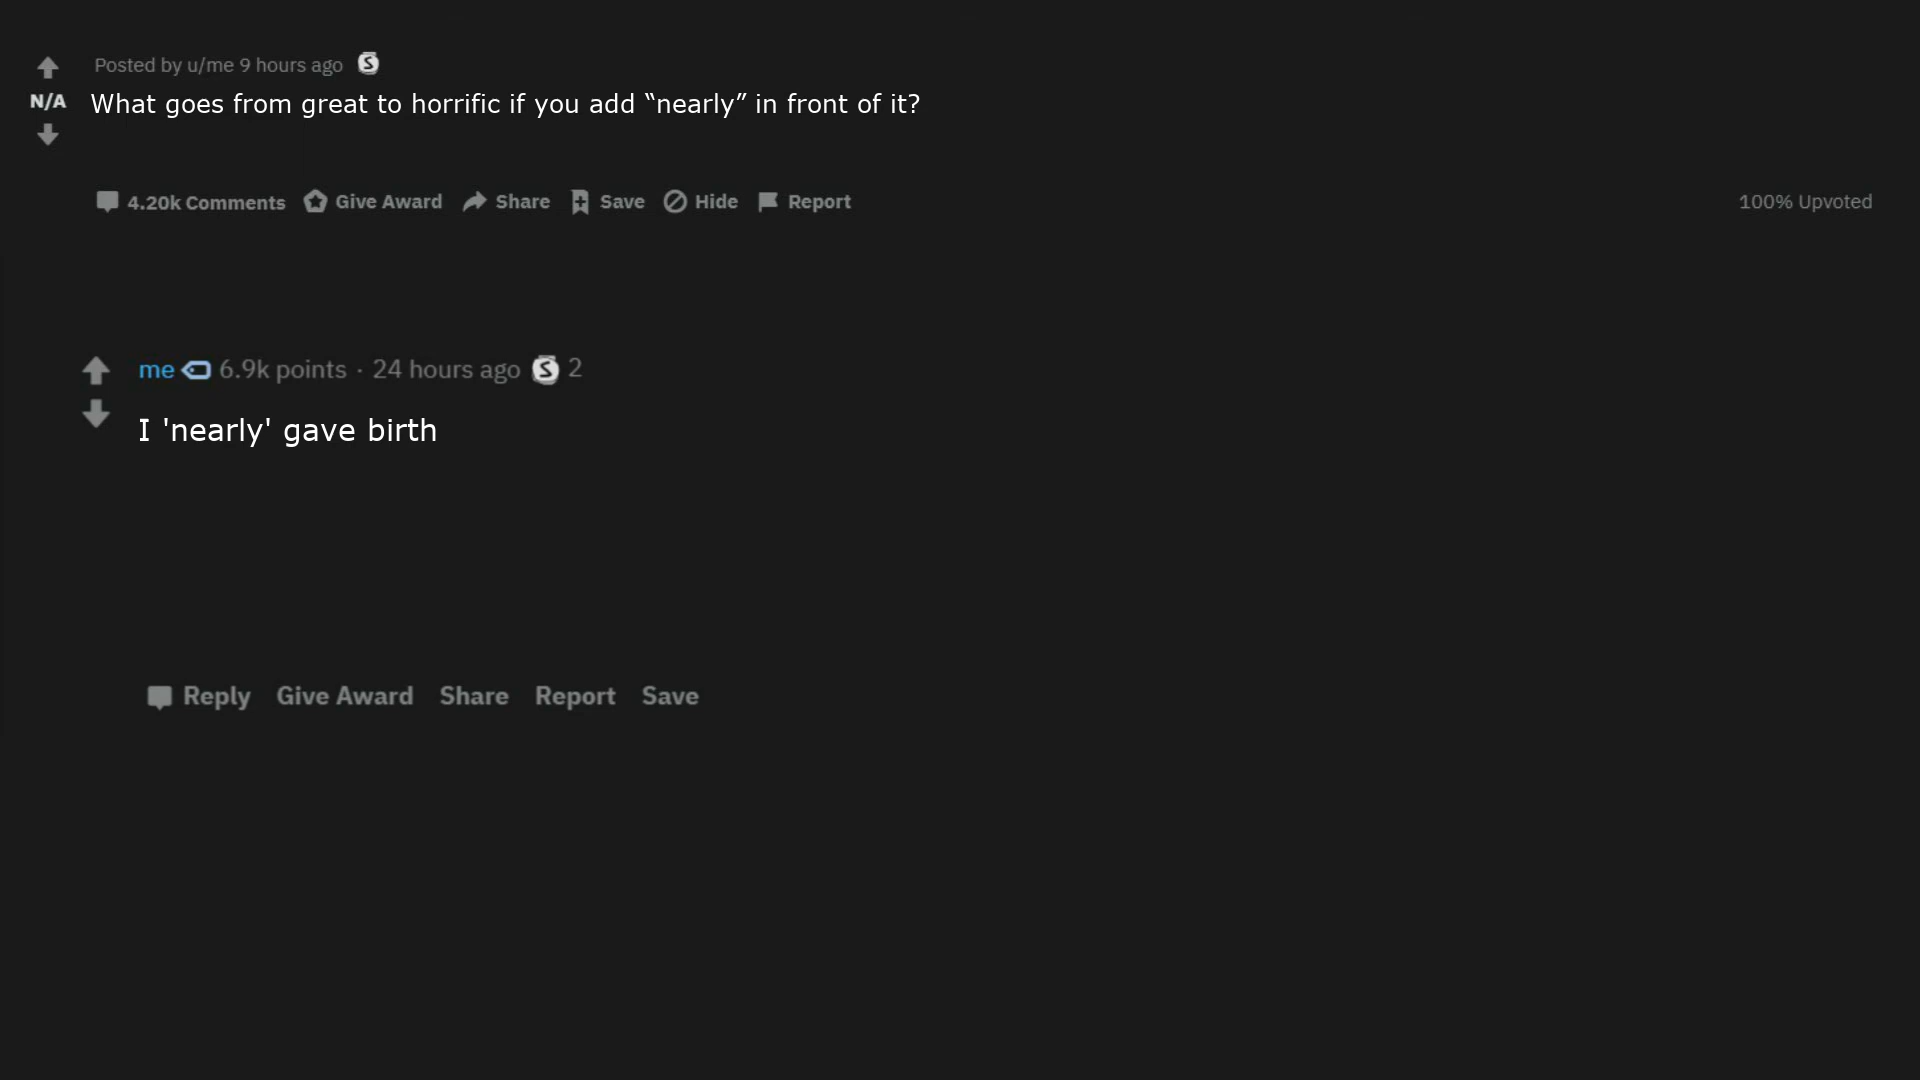 Posted by u/me 9 hours ago
N/A
What goes from great to horrific if you add “nearly” in front of it?
4.20k Comments Give Award Share Save Hide Report 100% Upvoted
me 6.9k points · 24 hours ago S 2
I 'nearly' gave birth
Reply Give Award Share Report Save